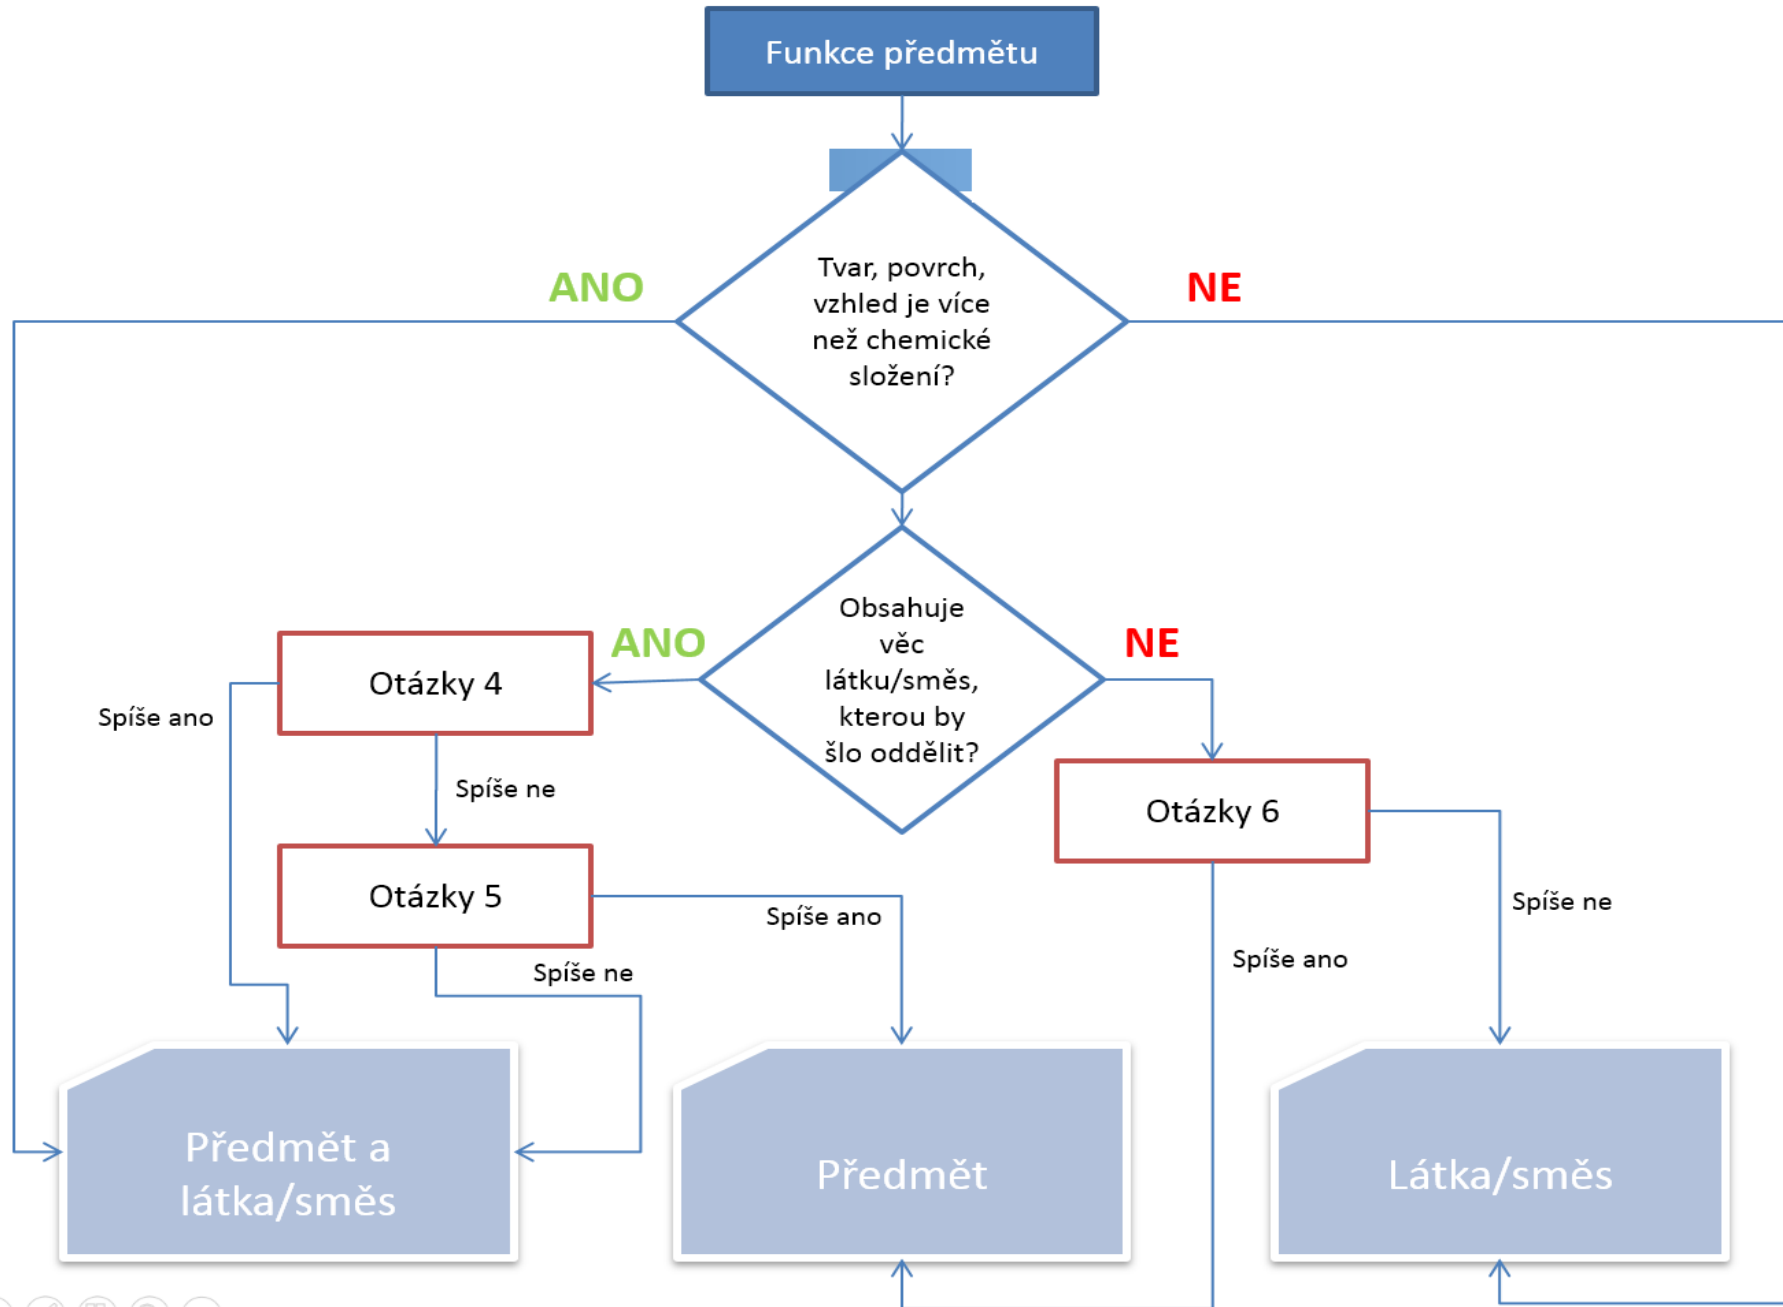 Funkce předmětu
ANO
NE
Tvar, povrch,
vzhled je více
než chemické
složení?
Obsahuje
věc
látku/směs,
kterou by
šlo oddělit?
ANO
NE
Otázky 4
Spíše ano
Spíše ne
Otázky 6
Otázky 5
Spíše ano
Spíše ne
Spíše ne
Spíše ano
Předmět a
látka/směs
Předmět
Látka/směs